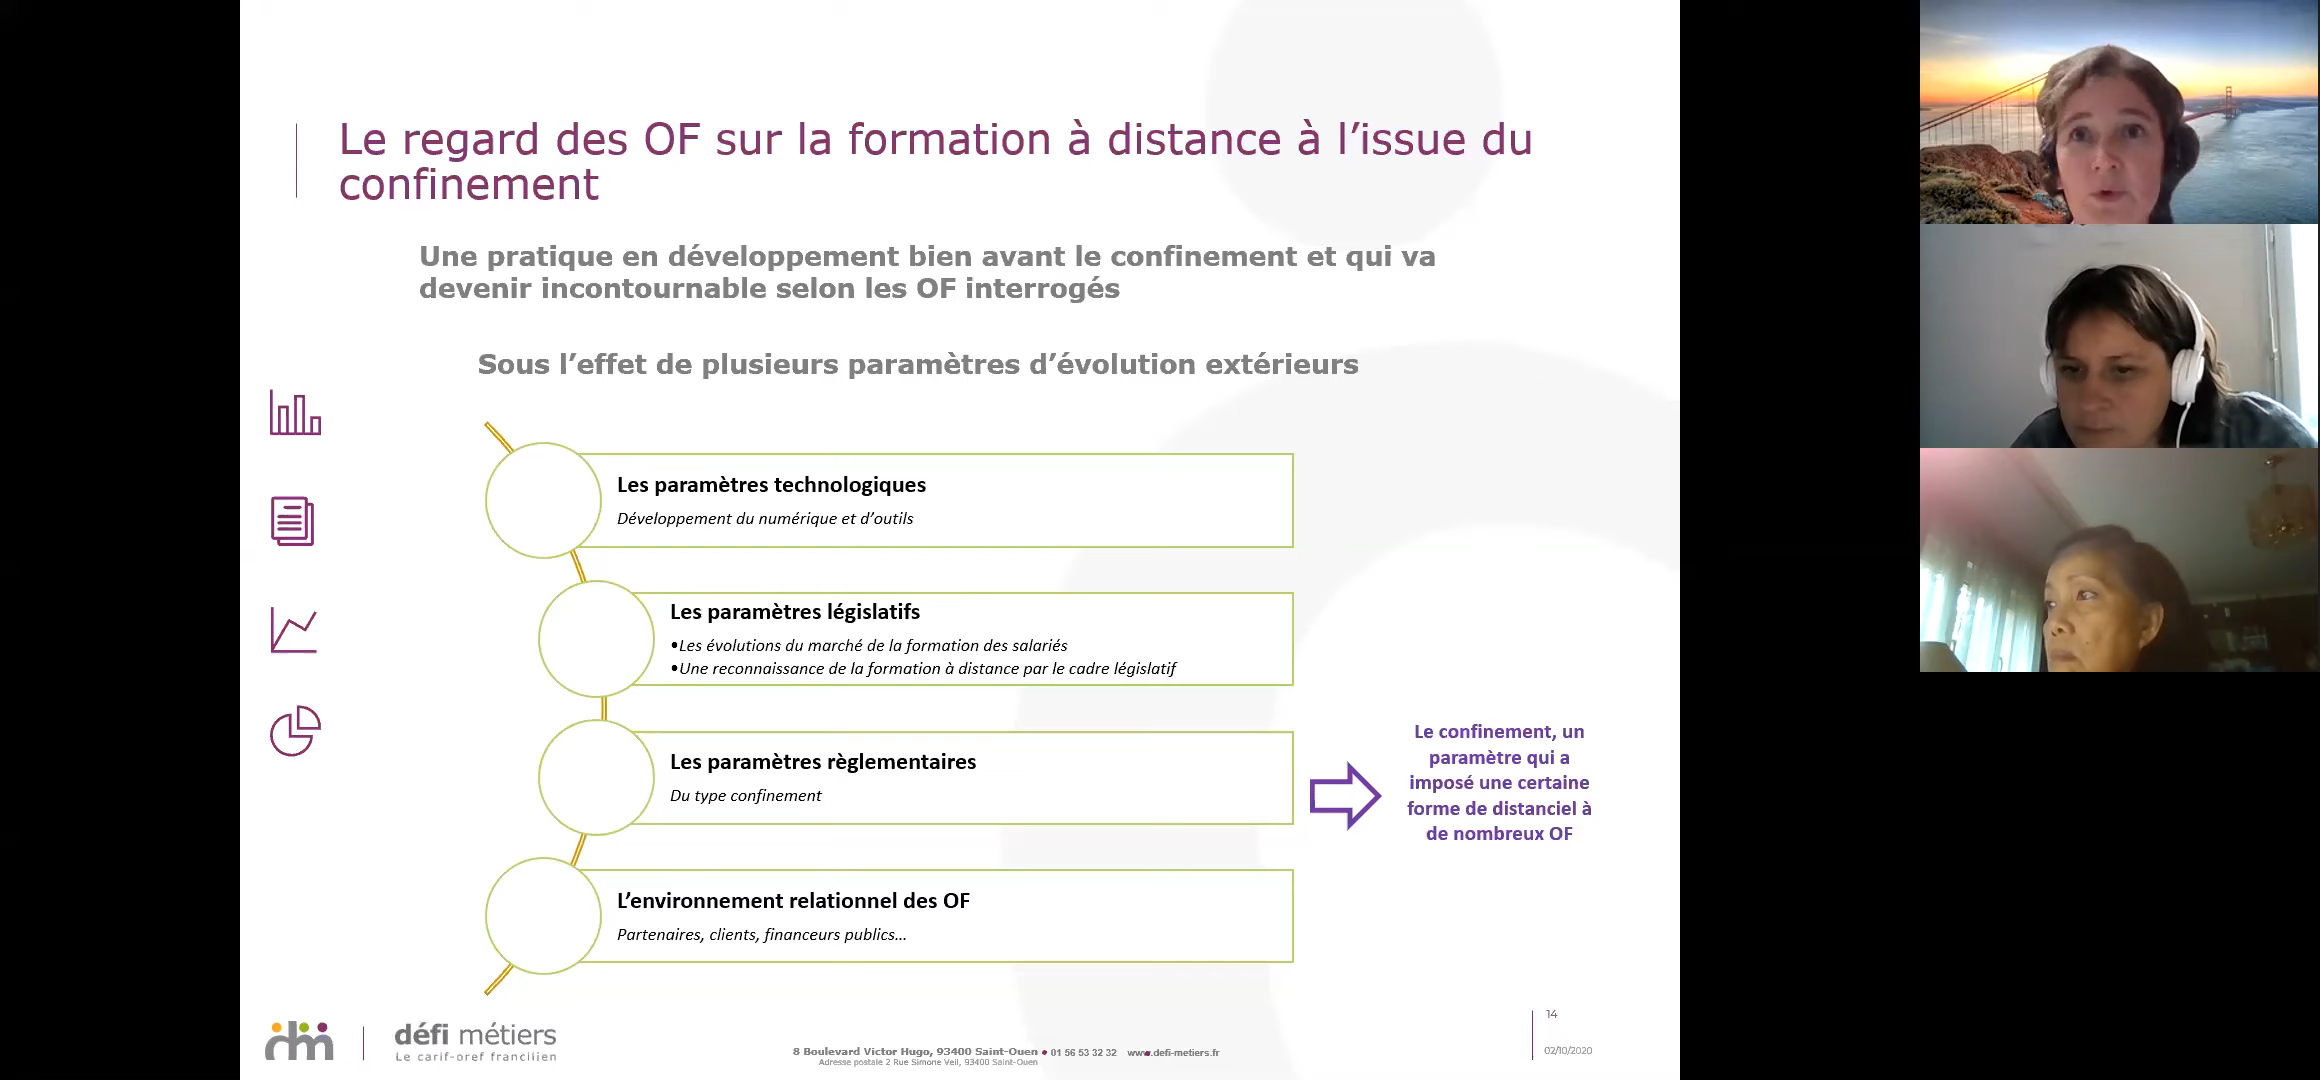 Le regard des OF sur la formation à distance à l’issue du
confinement
Une pratique en développement bien avant le confinement et qui va
devenir incontournable selon les OF interrogés
Sous l’effet de plusieurs paramètres d’évolution extérieurs
Les paramètres technologiques
Développement du numérique et d’outils
Les paramètres législatifs
•Les évolutions du marché de la formation des salariés
•Une reconnaissance de la formation à distance par le cadre législatif
Les paramètres règlementaires
Du type confinement
Le confinement, un
paramètre qui a
imposé une certaine
forme de distanciel à
de nombreux OF
L’environnement relationnel des OF
Partenaires, clients, financeurs publics…
dm
défi métiers
Le carif-oref francilien
8 Boulevard Victor Hugo, 93400 Saint-Ouen • 01 56 53 32 32 www.defi-metiers.fr
Adresse postale 2 Rue Simone Veil, 93400 Saint-Ouen
14
02/10/2020